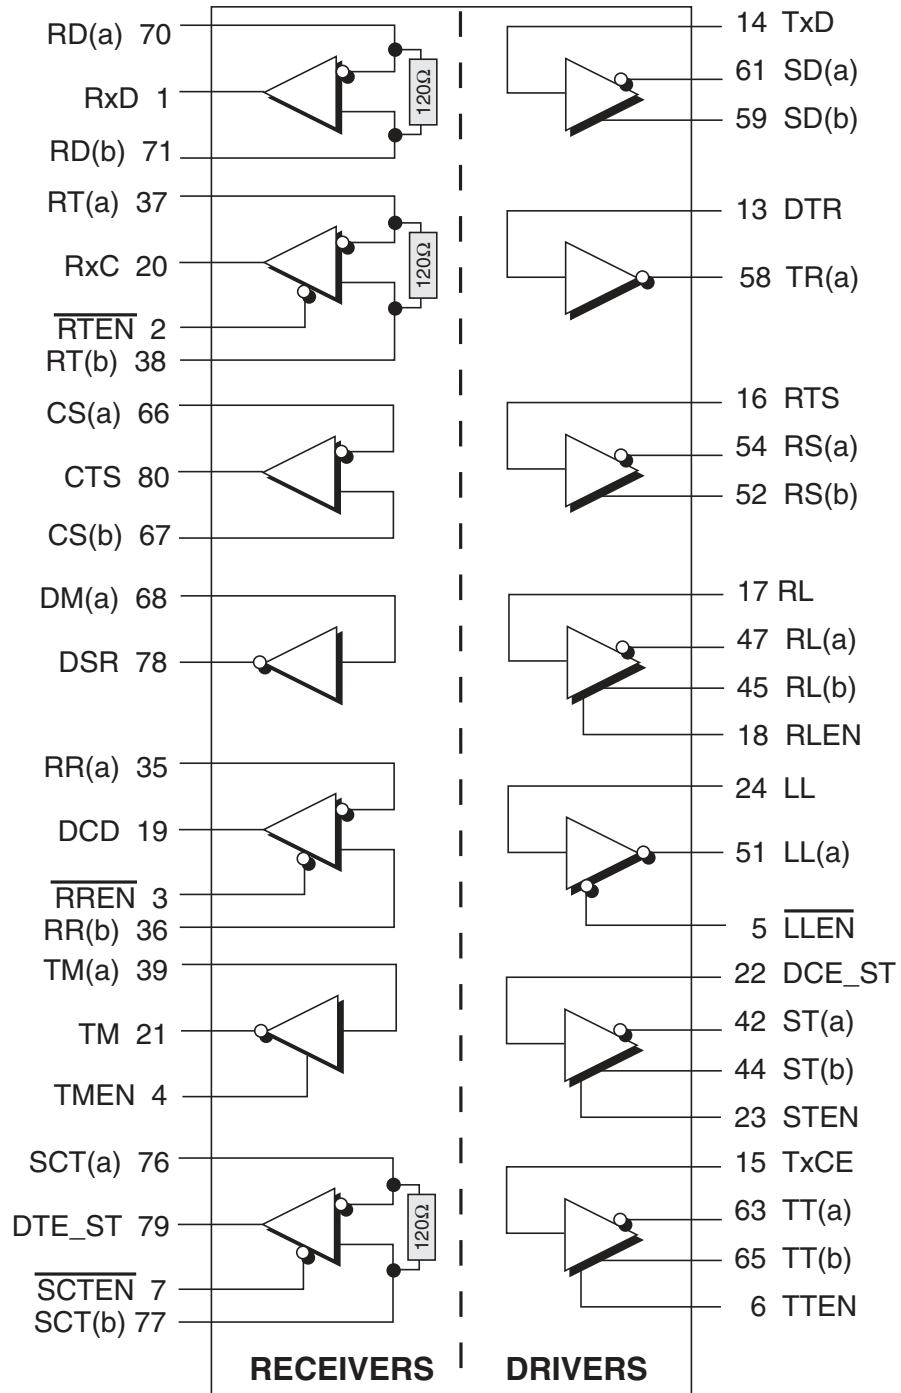 RD(a) 70
RxD 1
RD(b) 71
120Ω
RT(a) 37
RxC 20
RTEN 2
RT(b) 38
120Ω
CS(a) 66
CTS 80
CS(b) 67
DM(a) 68
DSR 78
RR(a) 35
DCD 19
RREN 3
RR(b) 36
TM(a) 39
TM 21
TMEN 4
SCT(a) 76
DTE_ST 79
SCTEN 7
SCT(b) 77
120Ω
RECEIVERS
14 TxD
61 SD(a)
59 SD(b)
13 DTR
58 TR(a)
16 RTS
54 RS(a)
52 RS(b)
17 RL
47 RL(a)
45 RL(b)
18 RLEN
24 LL
51 LL(a)
5 LLEN
22 DCE_ST
42 ST(a)
44 ST(b)
23 STEN
15 TxCE
63 TT(a)
65 TT(b)
6 TTEN
DRIVERS